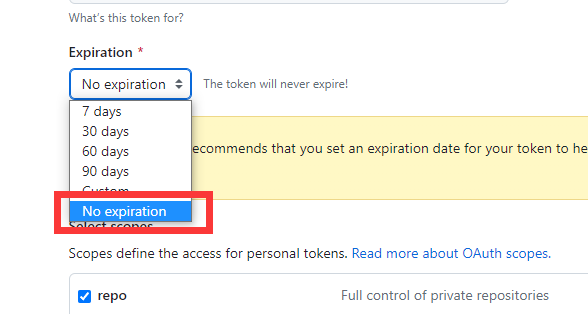 What's this token for?
Expiration *
No expiration The token will never expire!
7 days
30 days
60 days
90 days
Custom
No expiration
ecommends that you set an expiration date for your token to he
Select scopes
Scopes define the access for personal tokens. Read more about OAuth scopes.
repo Full control of private repositories